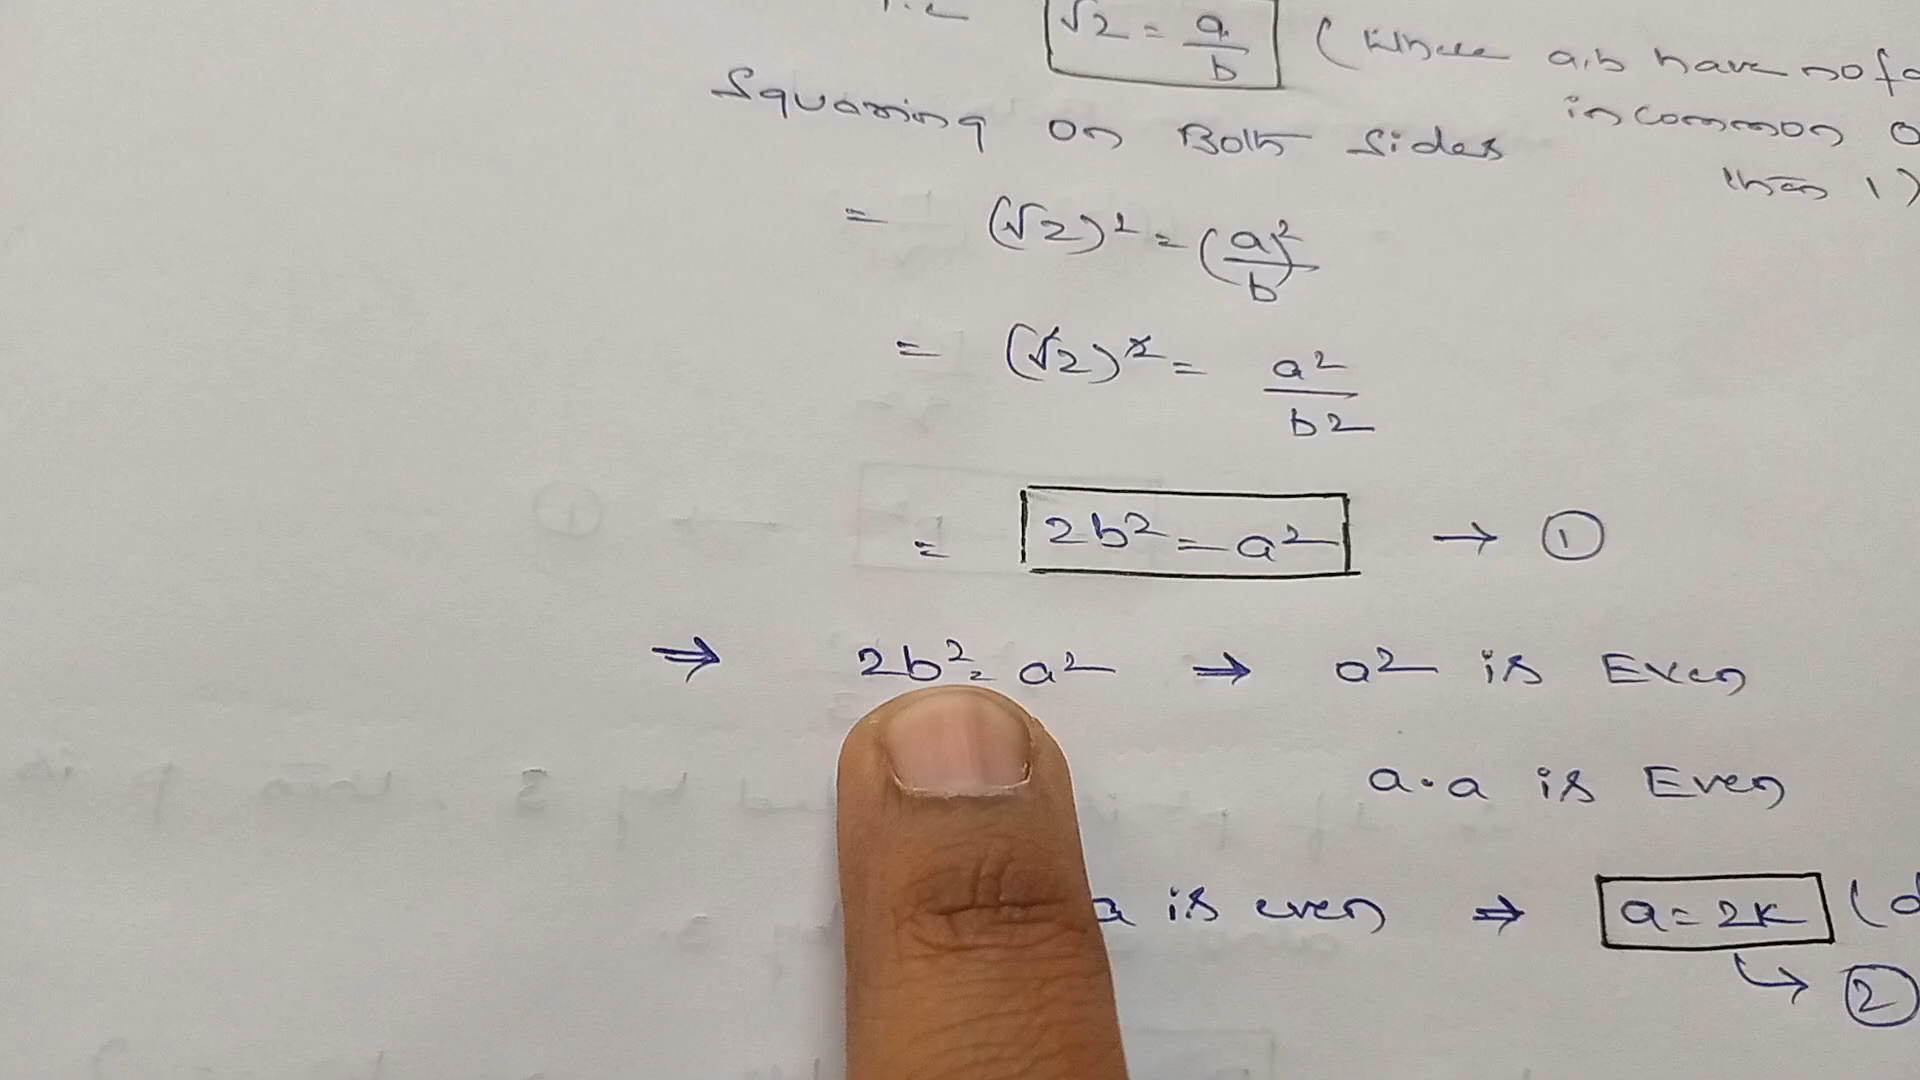 √2 = a/b (where a,b have no
Squaring on Both Sides in common
than 1)
= (√2)² = (a/b)²
= (√2)² = a²/b²
= 2b² = a² → ①
⇒ 2b² = a² ⇒ a² is Even
a·a is Even
a is even ⇒ a = 2k (
↳ ②